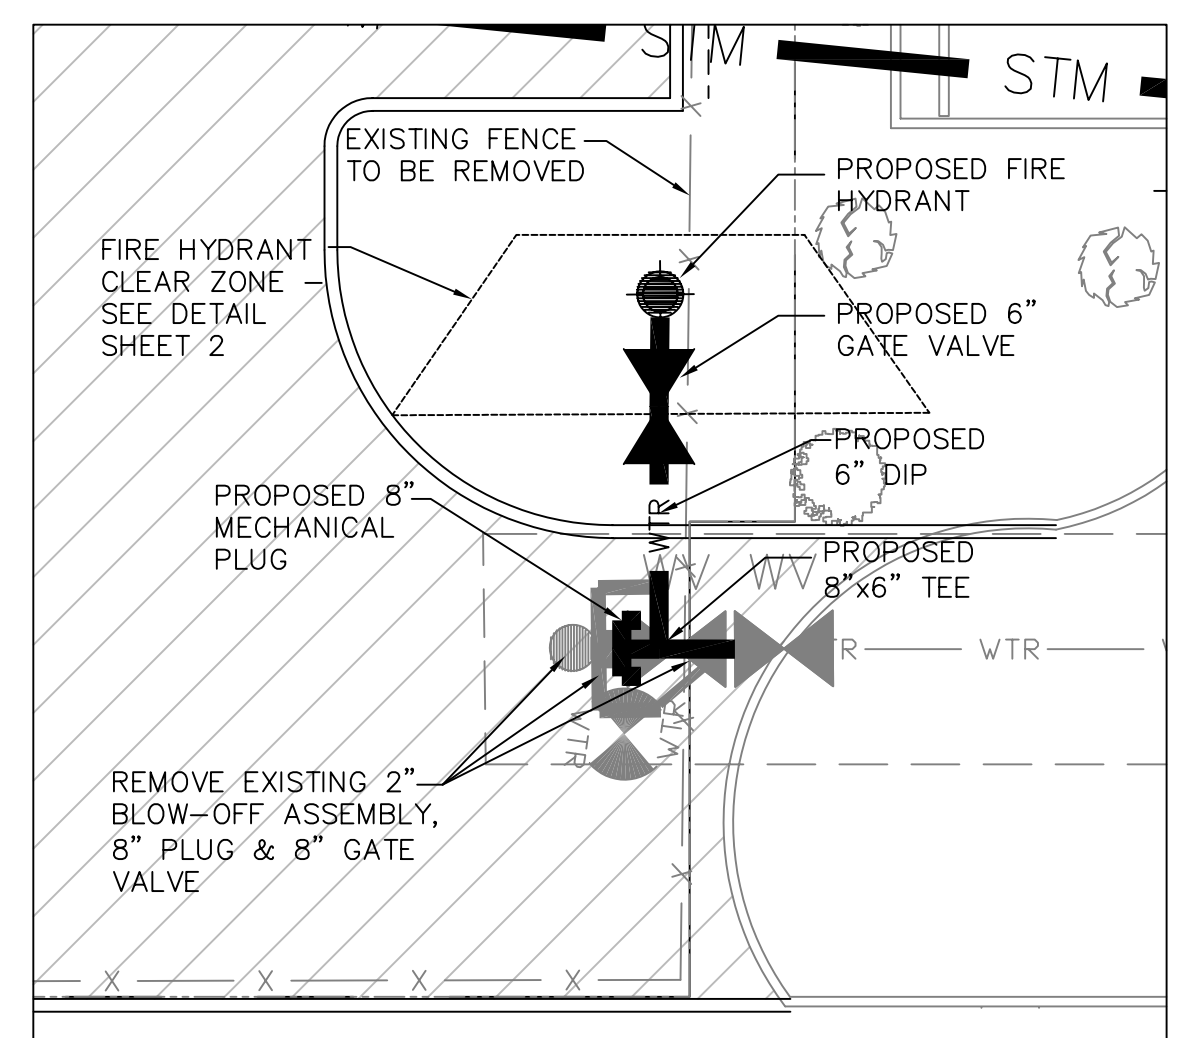 STM
STM
EXISTING FENCE
TO BE REMOVED
PROPOSED FIRE
HYDRANT
FIRE HYDRANT
CLEAR ZONE –
SEE DETAIL
SHEET 2
PROPOSED 6”
GATE VALVE
PROPOSED
6” DIP
PROPOSED 8”
MECHANICAL
PLUG
WTR
PROPOSED
8”x6” TEE
WV
WV
TR
WTR
WTR
WTR
REMOVE EXISTING 2”
BLOW–OFF ASSEMBLY,
8” PLUG & 8” GATE
VALVE
X
X
X
X
X
X
X
X
X
X